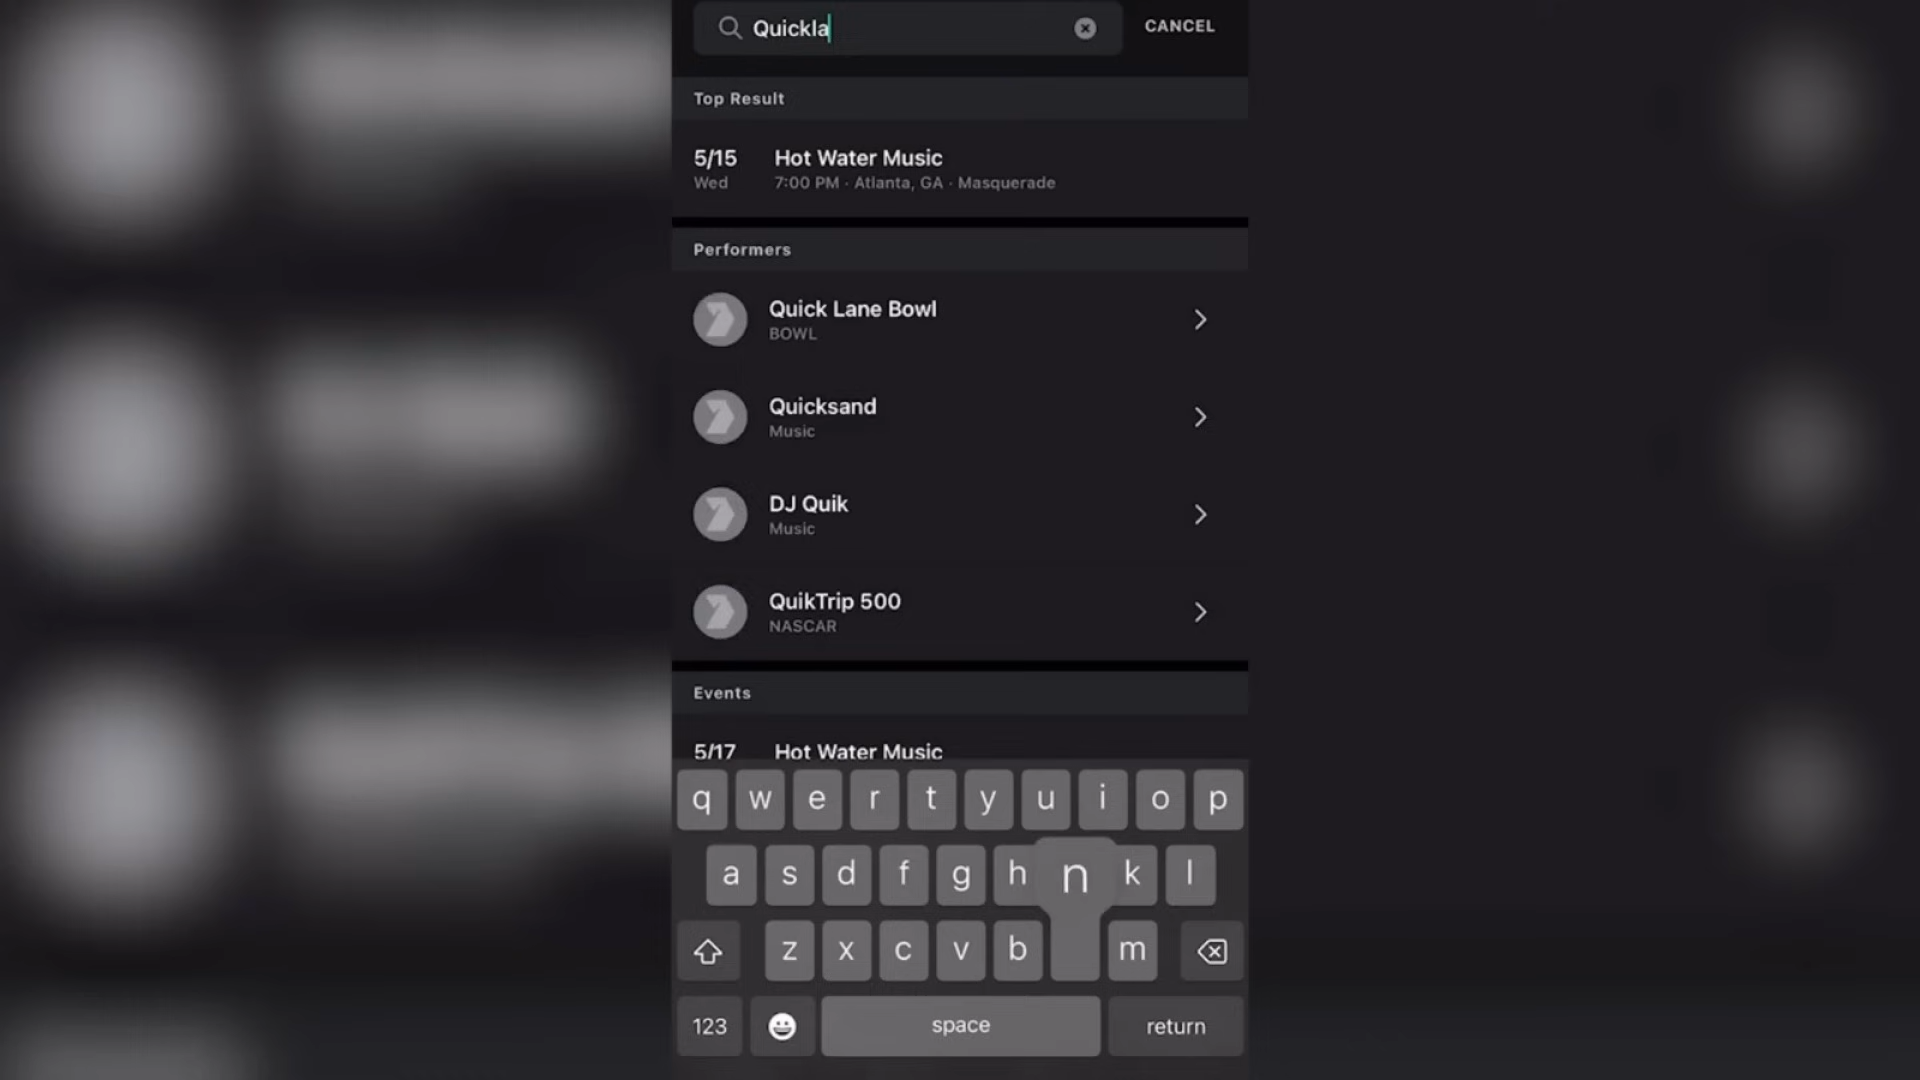 Quickla
CANCEL
Top Result
5/15 Hot Water Music
Wed 7:00 PM · Atlanta, GA · Masquerade
Performers
Quick Lane Bowl
BOWL
Quicksand
Music
DJ Quik
Music
QuikTrip 500
NASCAR
Events
5/17 Hot Water Music
q w e r t y u i o p
a s d f g h n k l
z x c v b m
123 space return